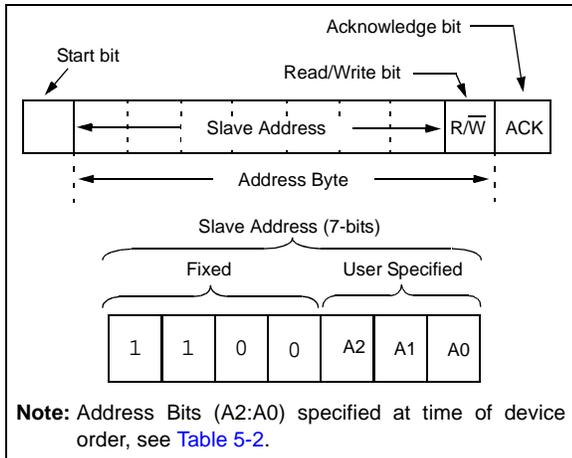 Acknowledge bit
Start bit
Read/Write bit
Slave Address
R/W̅ ACK
Address Byte
Slave Address (7-bits)
Fixed User Specified
1 1 0 0 A2 A1 A0
Note: Address Bits (A2:A0) specified at time of device
order, see Table 5-2.